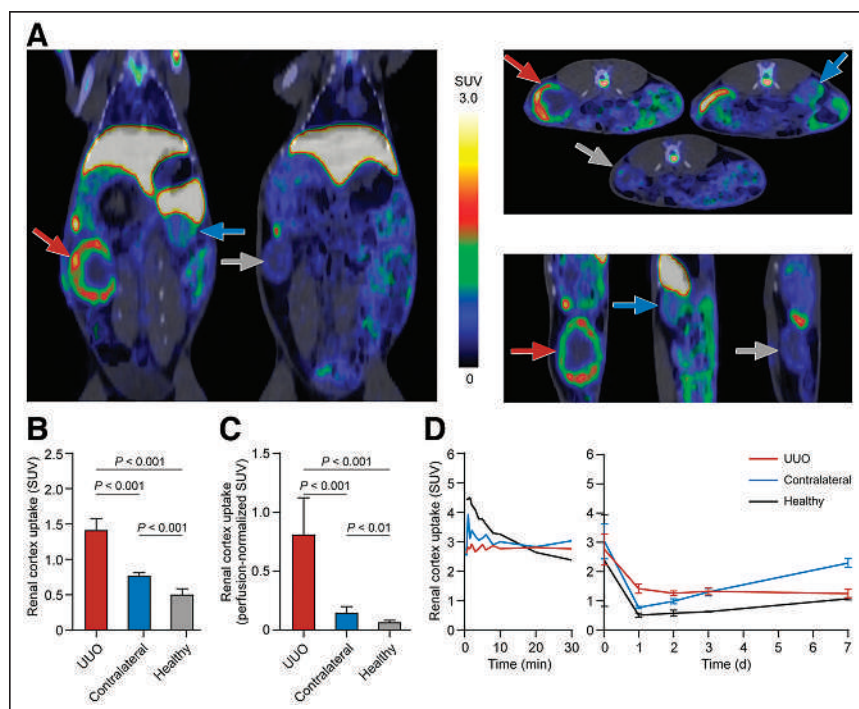 A
SUV
3.0
0
B
Renal cortex uptake (SUV)
2.5
2.0
1.5
1.0
0.5
0
P < 0.001
P < 0.001
P < 0.001
UUO
Contralateral
Healthy
C
Renal cortex uptake
(perfusion-normalized SUV)
1.5
1.0
0.5
0
P < 0.001
P < 0.001
P < 0.01
UUO
Contralateral
Healthy
D
Renal cortex uptake (SUV)
6
5
4
3
2
1
0
0 10 20 30
Time (min)
6
5
4
3
2
1
0
0 1 2 3 4 5 6 7
Time (d)
UUO
Contralateral
Healthy